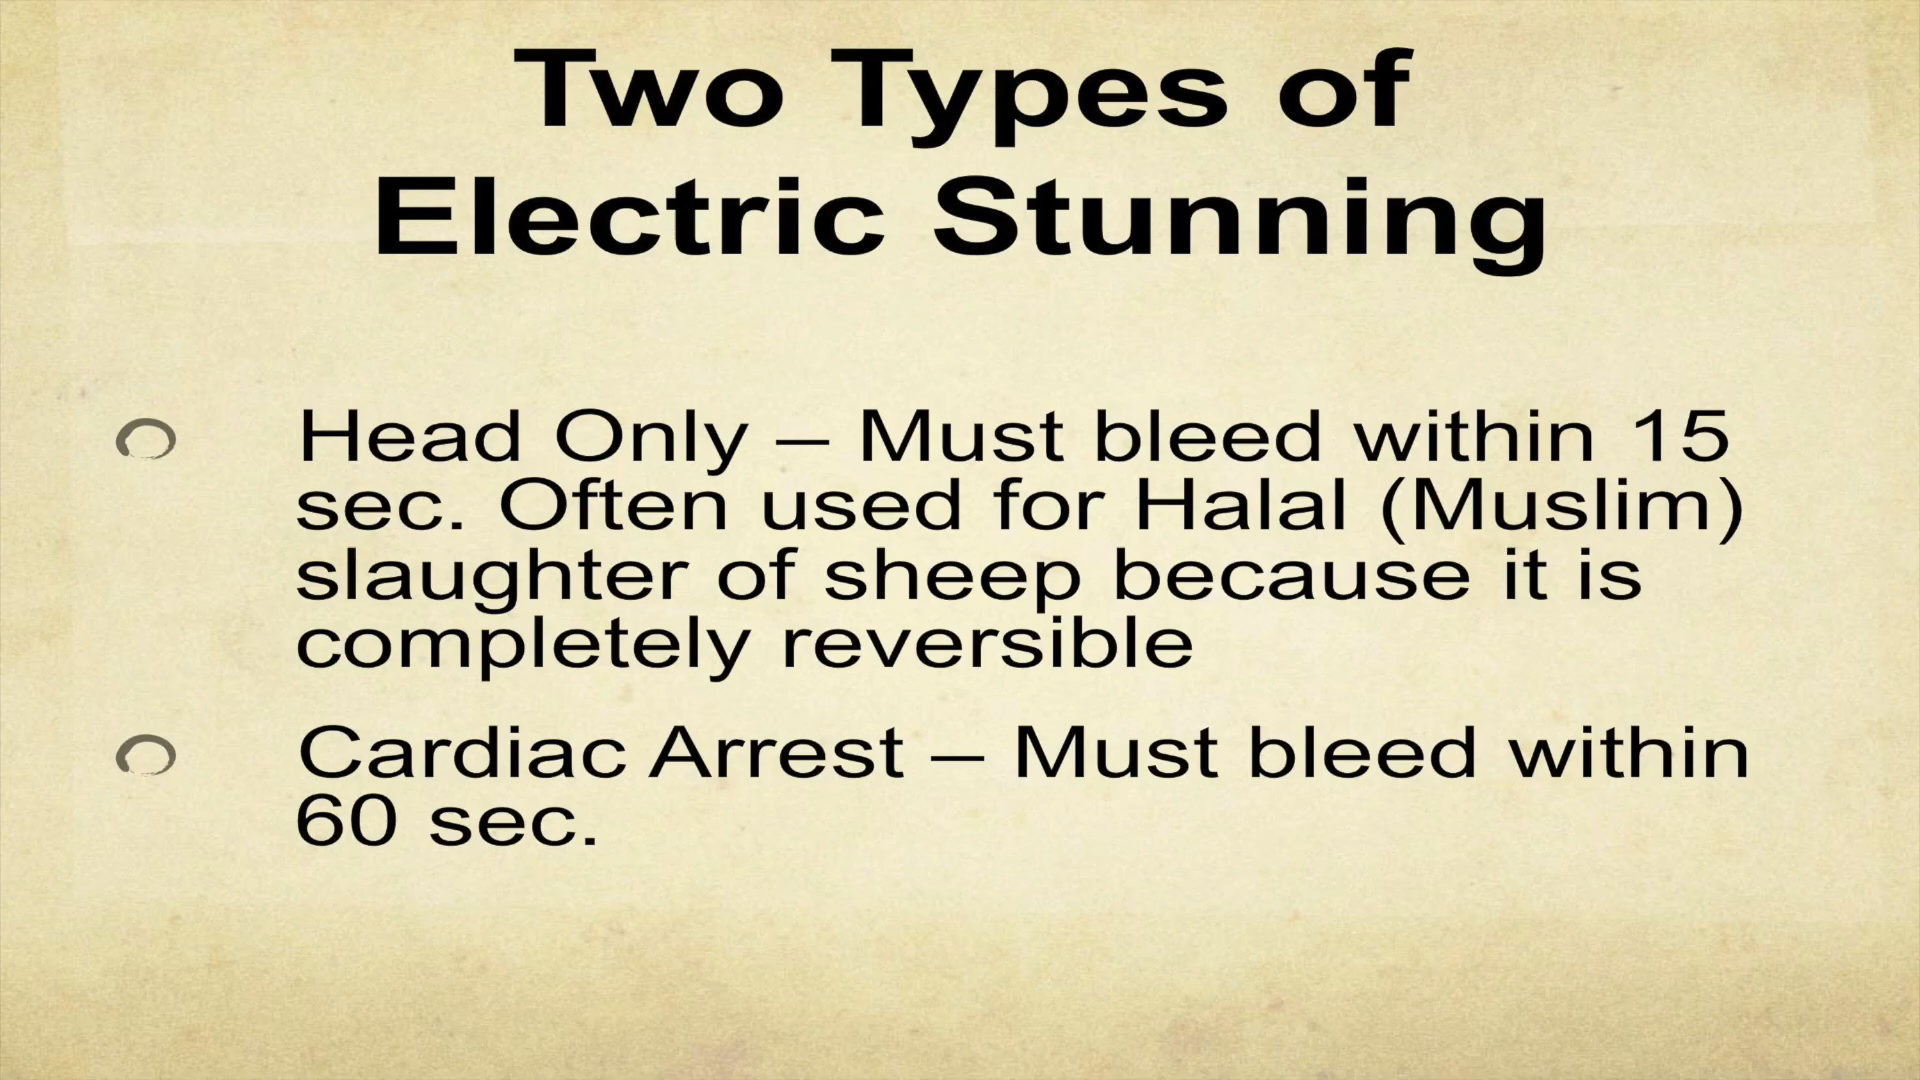 Two Types of
Electric Stunning
Head Only – Must bleed within 15
sec. Often used for Halal (Muslim)
slaughter of sheep because it is
completely reversible
Cardiac Arrest – Must bleed within
60 sec.